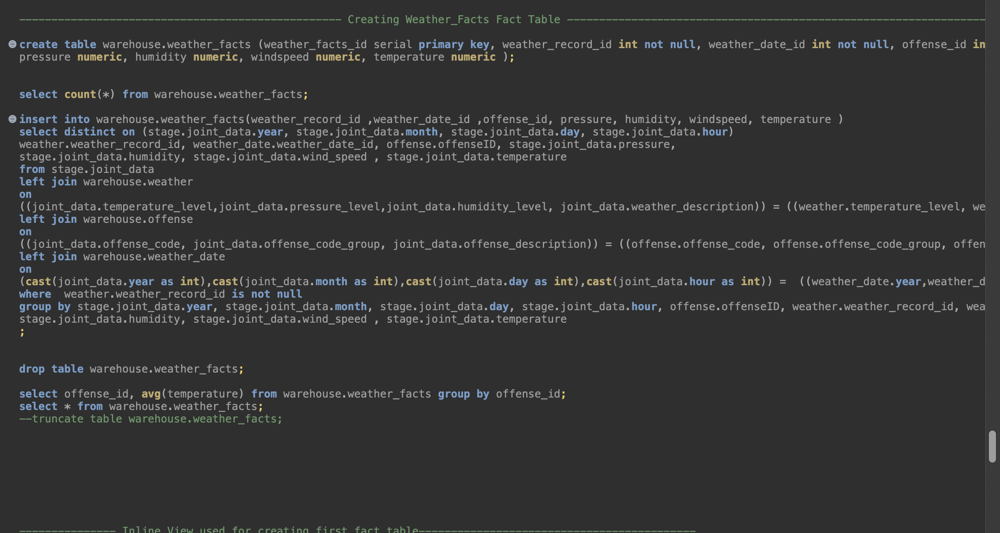 -------------------------------------------------- Creating Weather_Facts Fact Table -----------------------------------------------------------------
create table warehouse.weather_facts (weather_facts_id serial primary key, weather_record_id int not null, weather_date_id int not null, offense_id in
pressure numeric, humidity numeric, windspeed numeric, temperature numeric );
select count(*) from warehouse.weather_facts;
insert into warehouse.weather_facts(weather_record_id ,weather_date_id ,offense_id, pressure, humidity, windspeed, temperature )
select distinct on (stage.joint_data.year, stage.joint_data.month, stage.joint_data.day, stage.joint_data.hour)
weather.weather_record_id, weather_date.weather_date_id, offense.offenseID, stage.joint_data.pressure,
stage.joint_data.humidity, stage.joint_data.wind_speed , stage.joint_data.temperature
from stage.joint_data
left join warehouse.weather
on
((joint_data.temperature_level,joint_data.pressure_level,joint_data.humidity_level, joint_data.weather_description)) = ((weather.temperature_level, we
left join warehouse.offense
on
((joint_data.offense_code, joint_data.offense_code_group, joint_data.offense_description)) = ((offense.offense_code, offense.offense_code_group, offen
left join warehouse.weather_date
on
(cast(joint_data.year as int),cast(joint_data.month as int),cast(joint_data.day as int),cast(joint_data.hour as int)) =  ((weather_date.year,weather_d
where  weather.weather_record_id is not null
group by stage.joint_data.year, stage.joint_data.month, stage.joint_data.day, stage.joint_data.hour, offense.offenseID, weather.weather_record_id, wea
stage.joint_data.humidity, stage.joint_data.wind_speed , stage.joint_data.temperature
;
drop table warehouse.weather_facts;
select offense_id, avg(temperature) from warehouse.weather_facts group by offense_id;
select * from warehouse.weather_facts;
--truncate table warehouse.weather_facts;
--------------- Inline View used for creating first fact table-------------------------------------------